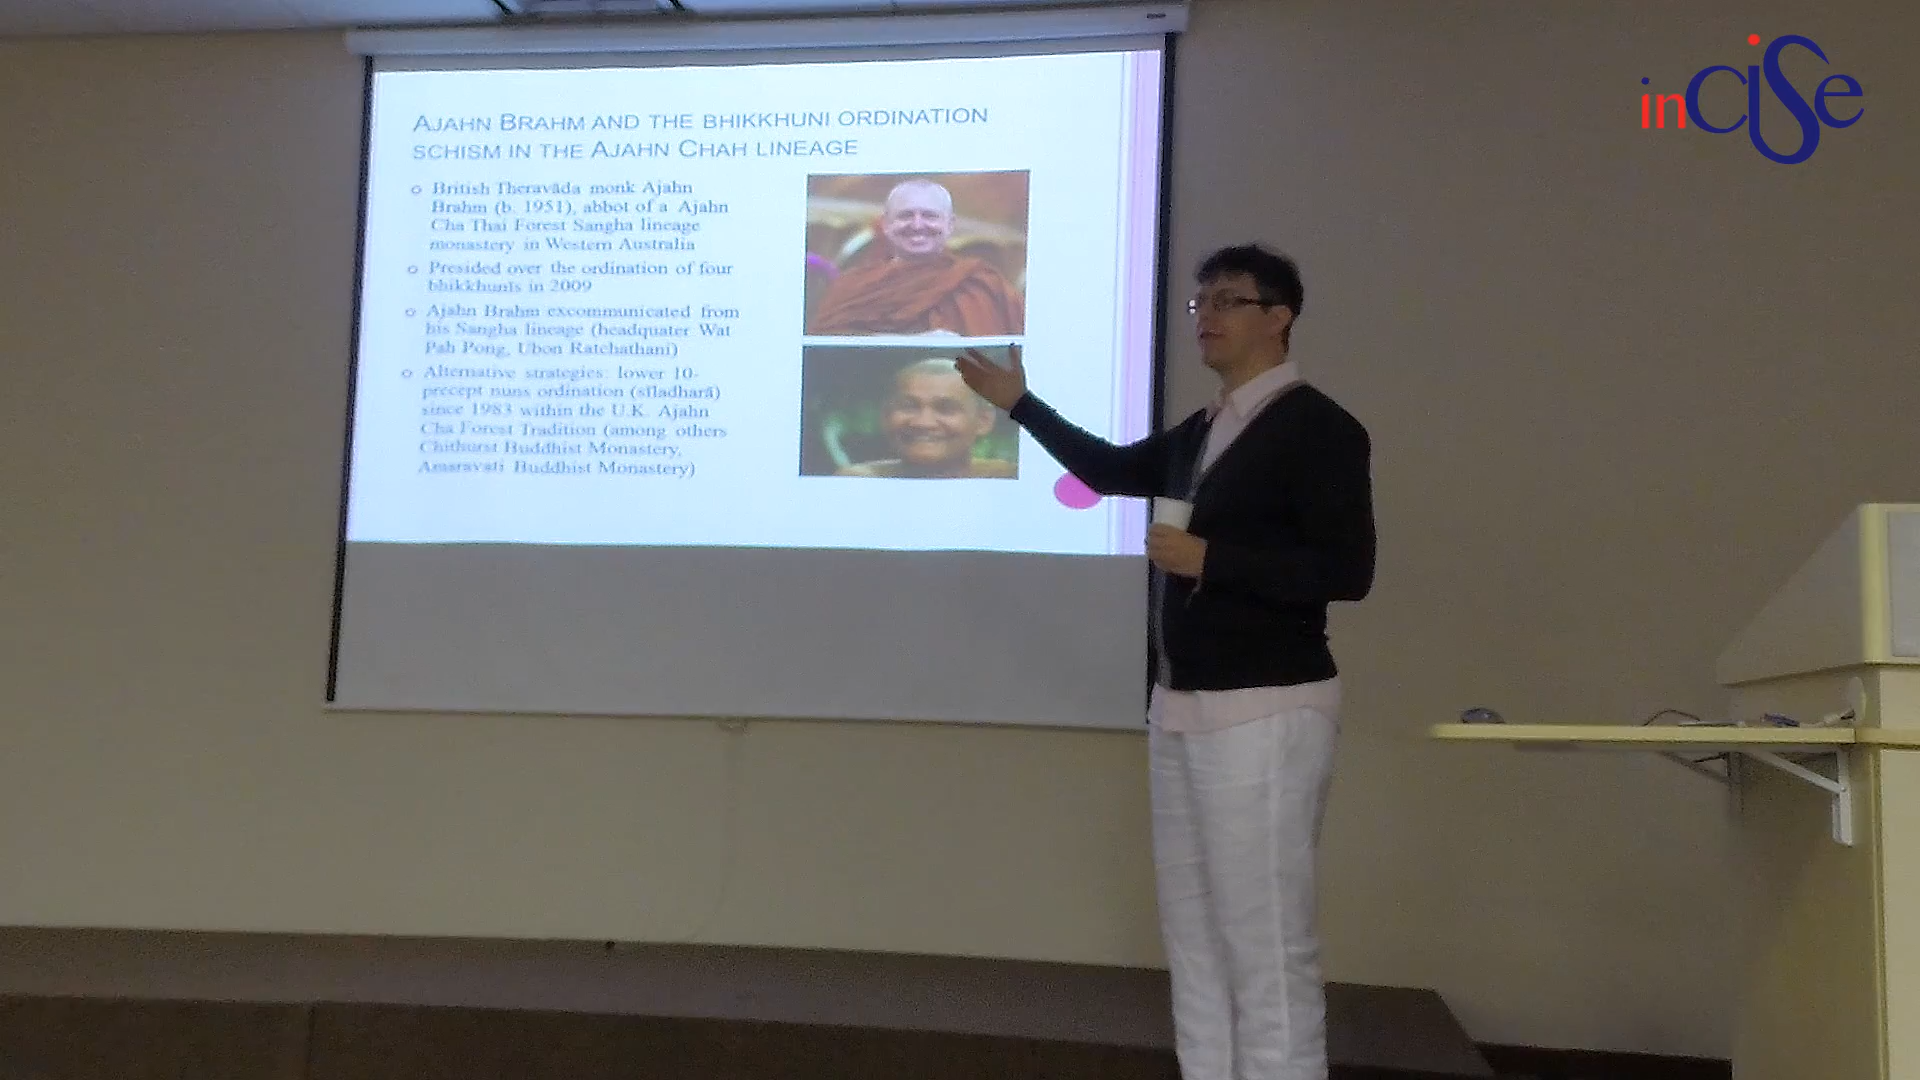 AJAHN BRAHM AND THE BHIKKHUNI ORDINATION
SCHISM IN THE AJAHN CHAH LINEAGE
British Theravāda monk Ajahn
Brahm (b. 1951), abbot of a Ajahn
Cha Thai Forest Sangha lineage
monastery in Western Australia
Presided over the ordination of four
bhikkhunīs in 2009
Ajahn Brahm excommunicated from
his Sangha lineage (headquater Wat
Pah Pong, Ubon Ratchathani)
Alternative strategies: lower 10-
precept nuns ordination (sīladharā)
since 1983 within the U.K. Ajahn
Cha Forest Tradition (among others
Chithurst Buddhist Monastery,
Amaravati Buddhist Monastery)
inCiSe